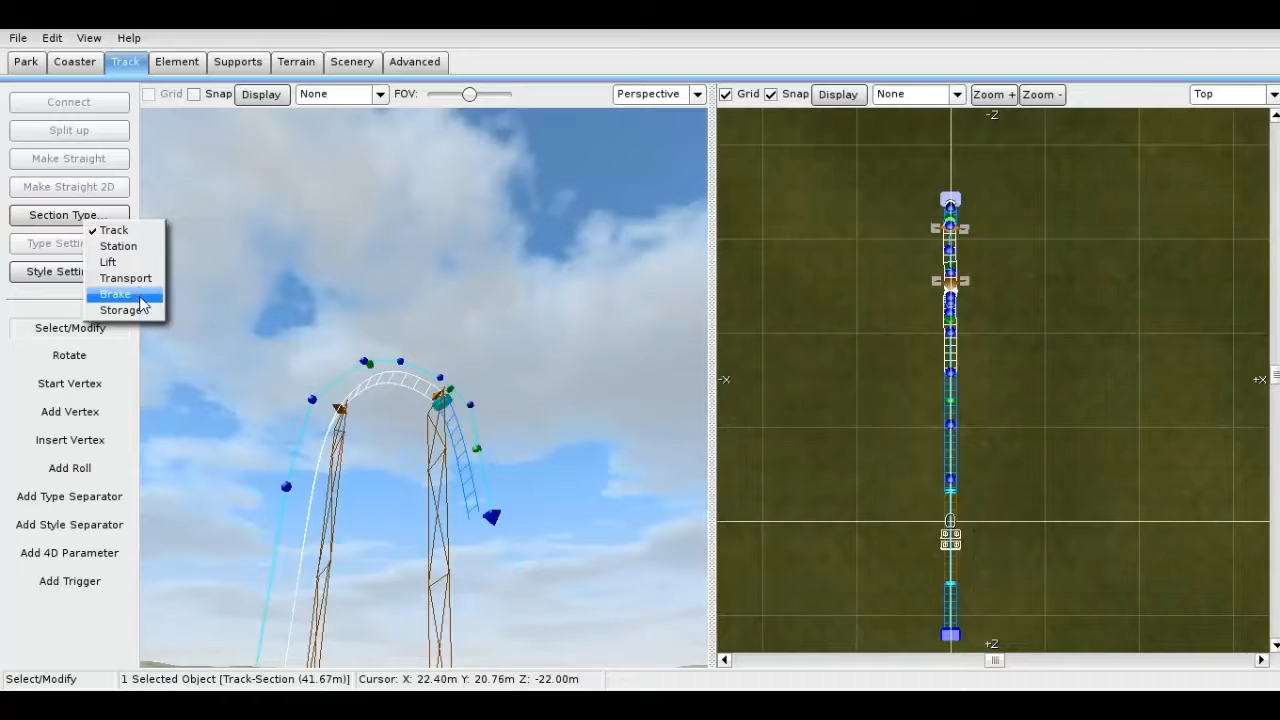 File Edit View Help
Park Coaster Track Element Supports Terrain Scenery Advanced
Grid Snap Display None FOV: Perspective
Grid Snap Display None Zoom + Zoom - Top
Connect
Split up
Make Straight
Make Straight 2D
Section Type...
Type Settin
Style Settin
Track
Station
Lift
Transport
Brake
Storage
Select/Modify
Rotate
Start Vertex
Add Vertex
Insert Vertex
Add Roll
Add Type Separator
Add Style Separator
Add 4D Parameter
Add Trigger
-Z
-X
+X
+Z
Select/Modify 1 Selected Object [Track-Section (41.67m)] Cursor: X: 22.40m Y: 20.76m Z: -22.00m